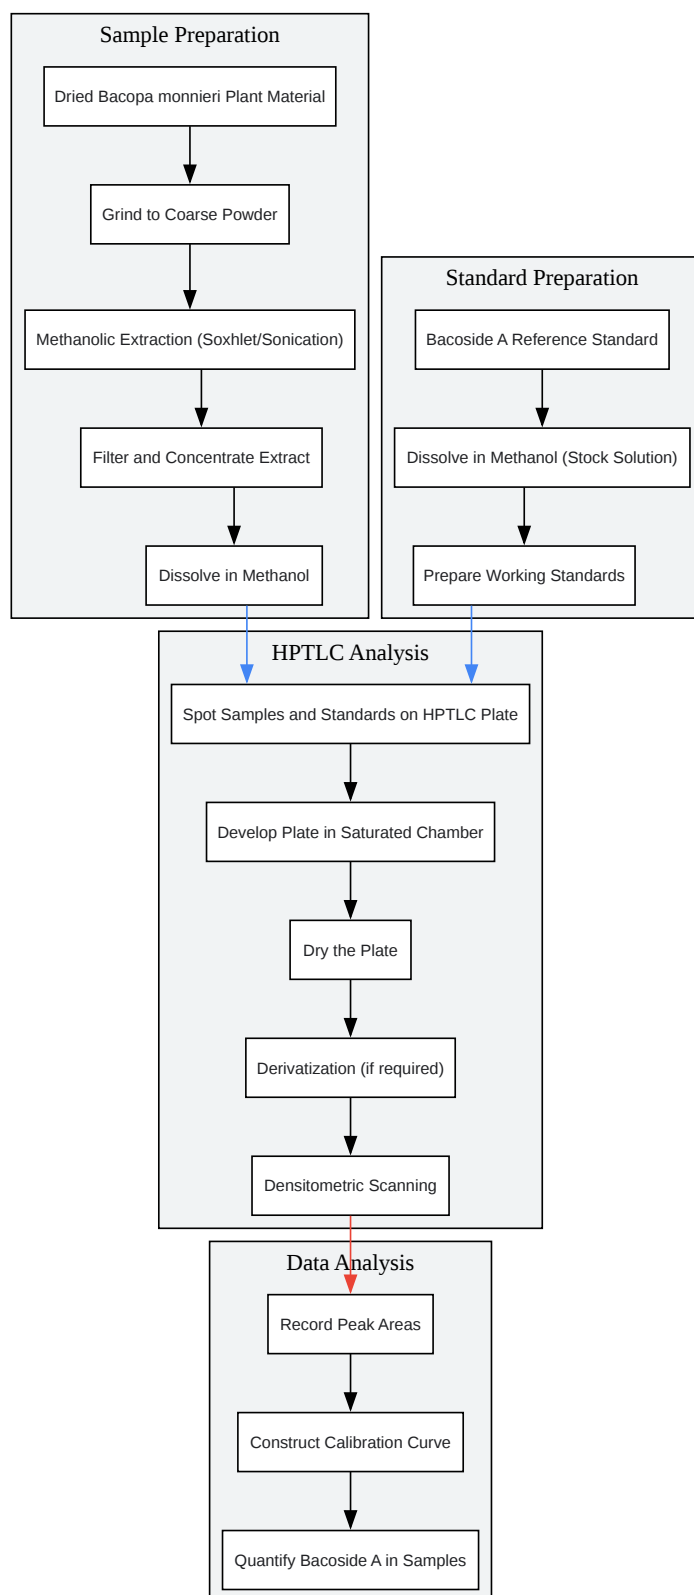 Sample Preparation
Dried Bacopa monnieri Plant Material
Grind to Coarse Powder
Methanolic Extraction (Soxhlet/Sonication)
Filter and Concentrate Extract
Dissolve in Methanol
Standard Preparation
Bacoside A Reference Standard
Dissolve in Methanol (Stock Solution)
Prepare Working Standards
HPTLC Analysis
Spot Samples and Standards on HPTLC Plate
Develop Plate in Saturated Chamber
Dry the Plate
Derivatization (if required)
Densitometric Scanning
Data Analysis
Record Peak Areas
Construct Calibration Curve
Quantify Bacoside A in Samples